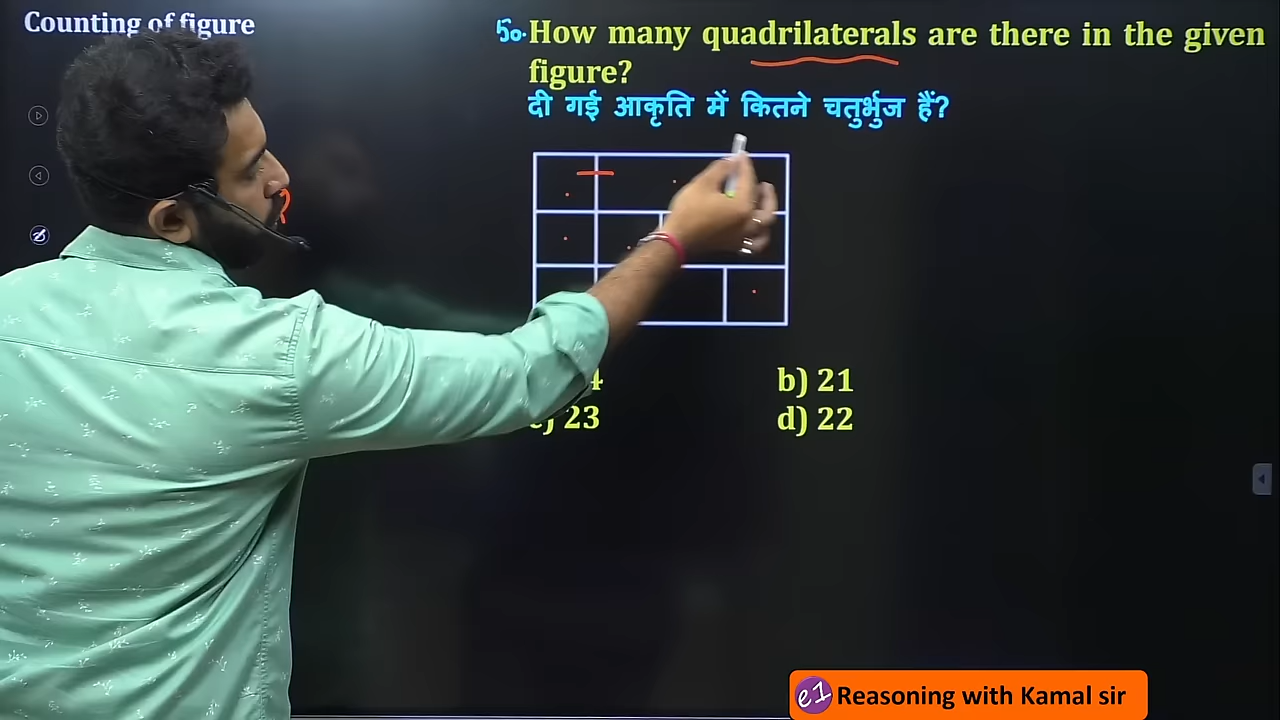 Counting of figure
50. How many quadrilaterals are there in the given
figure?
दी गई आकृति में कितने चतुर्भुज हैं?
b) 21
23
d) 22
e1 Reasoning with Kamal sir